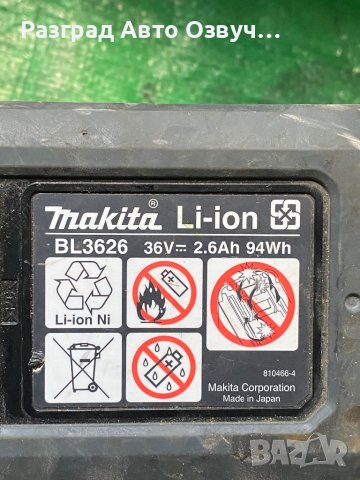 Разград Авто Озвуч...
makita® Li-ion
BL3626 36V⎓ 2.6Ah 94Wh
Li-ion Ni
810466-4
Makita Corporation
Made in Japan
BAZAR